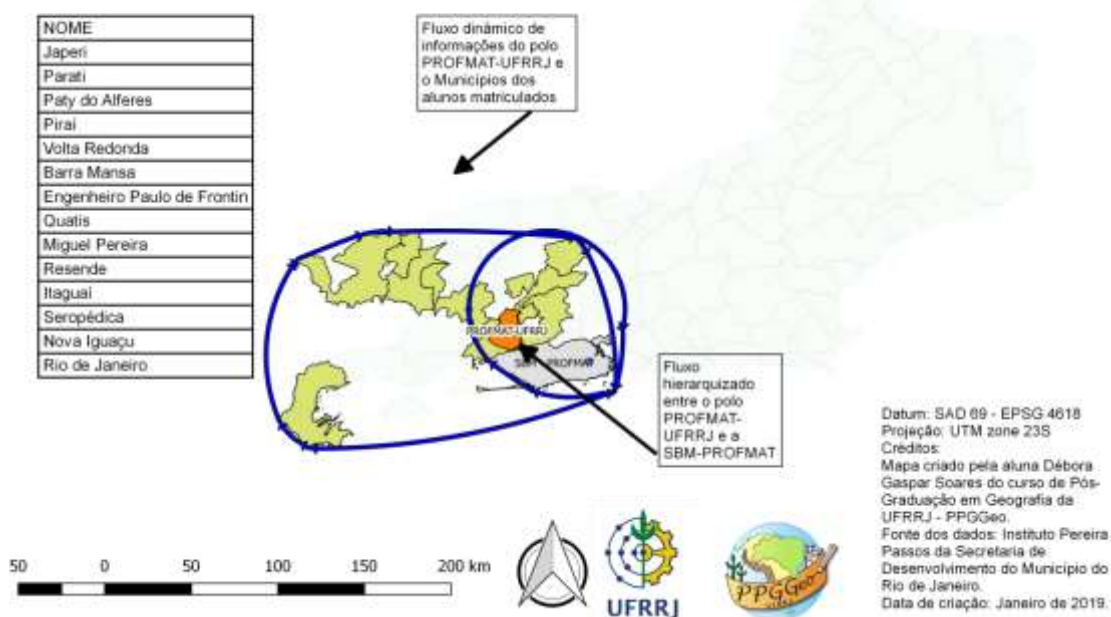 NOME
Japeri
Parati
Paty do Alferes
Piraí
Volta Redonda
Barra Mansa
Engenheiro Paulo de Frontin
Quatis
Miguel Pereira
Resende
Itaguaí
Seropédica
Nova Iguaçu
Rio de Janeiro
Fluxo dinâmico de
informações do polo
PROFMAT-UFRRJ e
o Municípios dos
alunos matriculados
PROFMAT-UFRRJ
SBM - PROFMAT
Fluxo
hierarquizado
entre o polo
PROFMAT-
UFRRJ e a
SBM-PROFMAT
Datum: SAD 69 - EPSG 4618
Projeção: UTM zone 23S
Créditos:
Mapa criado pela aluna Débora
Gaspar Soares do curso de Pós-
Graduação em Geografia da
UFRRJ - PPGGeo.
Fonte dos dados: Instituto Pereira
Passos da Secretaria de
Desenvolvimento do Município do
Rio de Janeiro.
Data de criação: Janeiro de 2019.
50 0 50 100 150 200 km
UFRRJ
PPGGeo